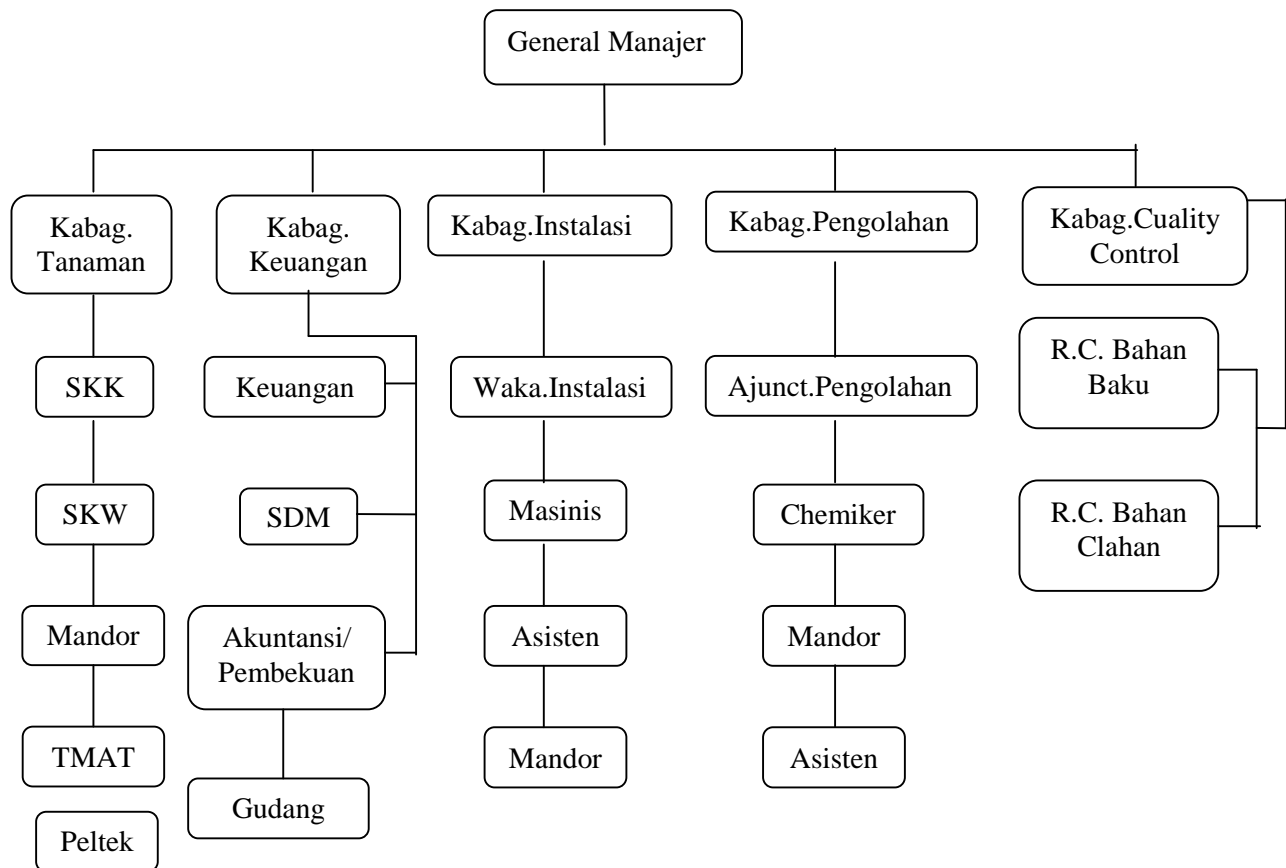 General Manajer
Kabag.
Tanaman
Kabag.
Keuangan
Kabag.Instalasi
Kabag.Pengolahan
Kabag.Cuality
Control
SKK
Keuangan
Waka.Instalasi
Ajunct.Pengolahan
R.C. Bahan
Baku
SKW
SDM
Masinis
Chemiker
R.C. Bahan
Clahan
Mandor
Akuntansi/
Pembekuan
Asisten
Mandor
TMAT
Gudang
Mandor
Asisten
Peltek